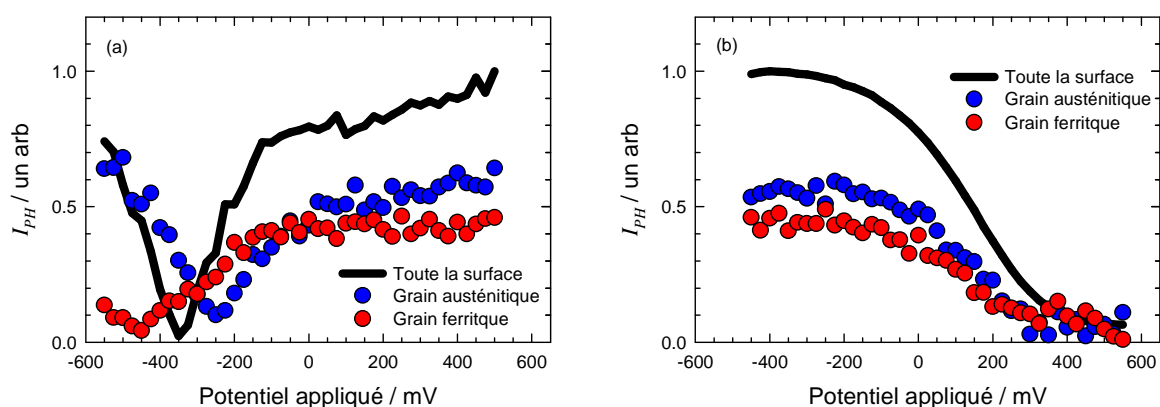 (a)
I_PH / un arb
1.0
0.5
0.0
Toute la surface
Grain austénitique
Grain ferritque
-600 -400 -200 0 200 400 600
Potentiel appliqué / mV
(b)
I_PH / un arb
1.0
0.5
0.0
Toute la surface
Grain austénitique
Grain ferritque
-600 -400 -200 0 200 400 600
Potentiel appliqué / mV